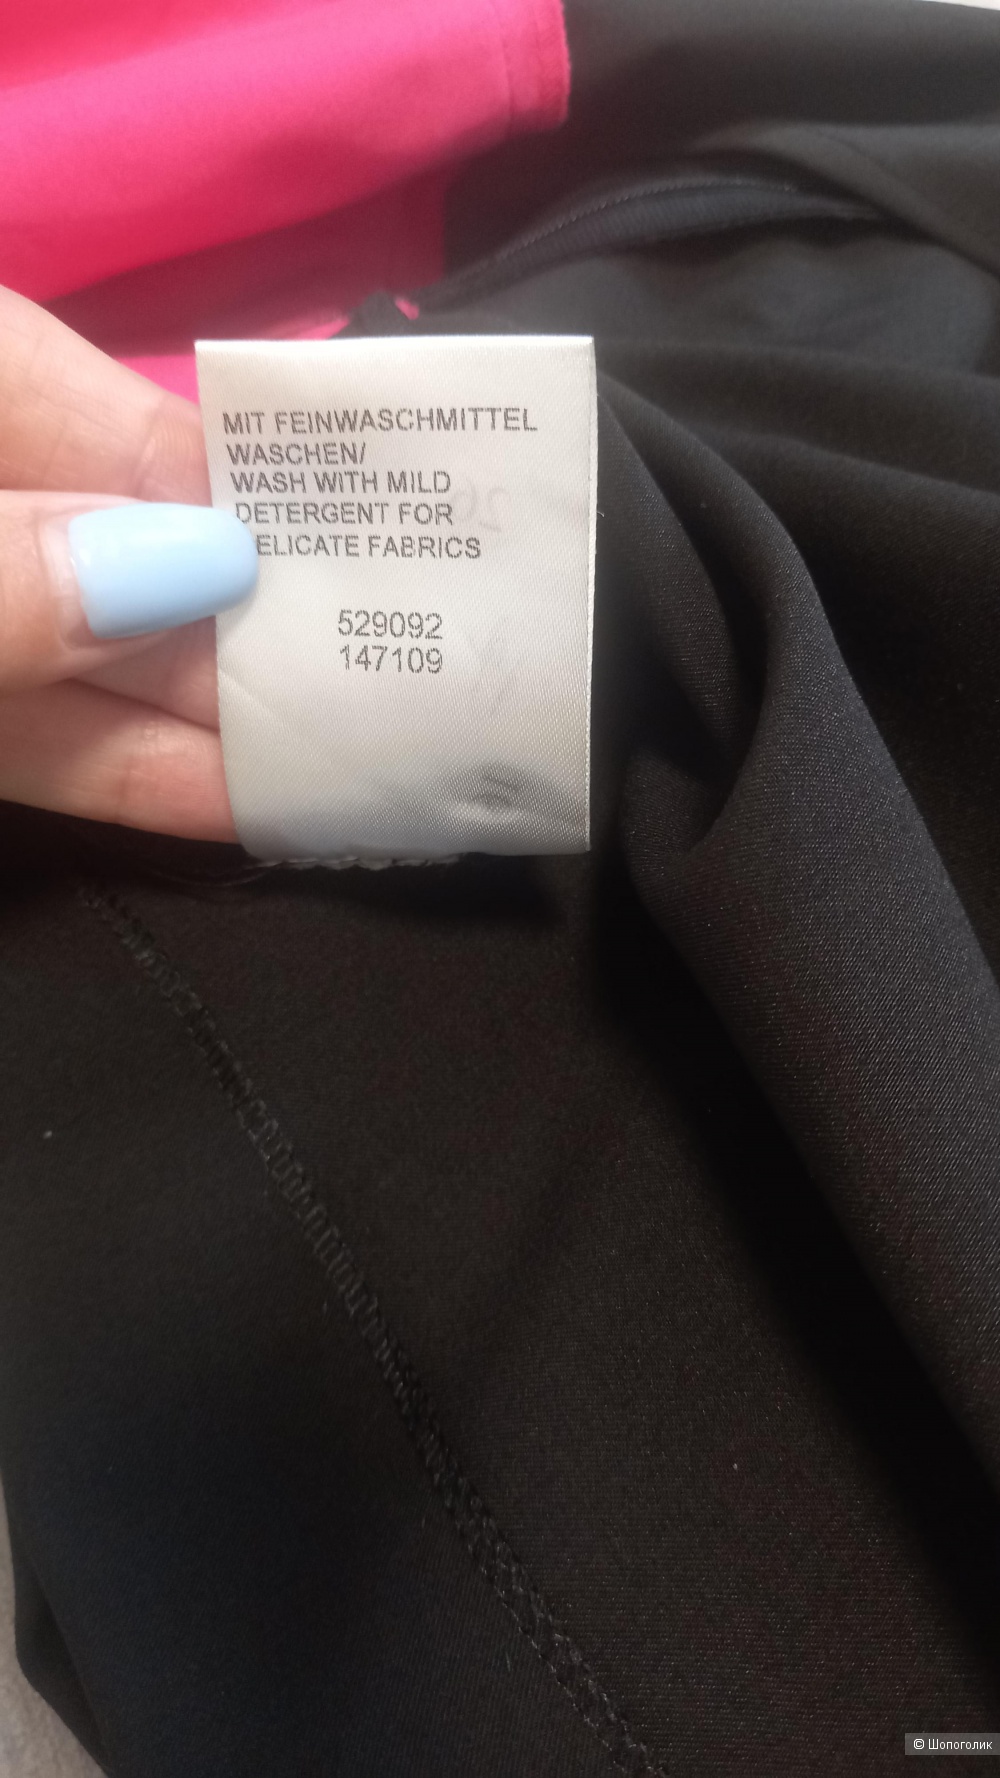 MIT FEINWASCHMITTEL
WASCHEN/
WASH WITH MILD
DETERGENT FOR
ELICATE FABRICS
529092
147109
© Шопоголик